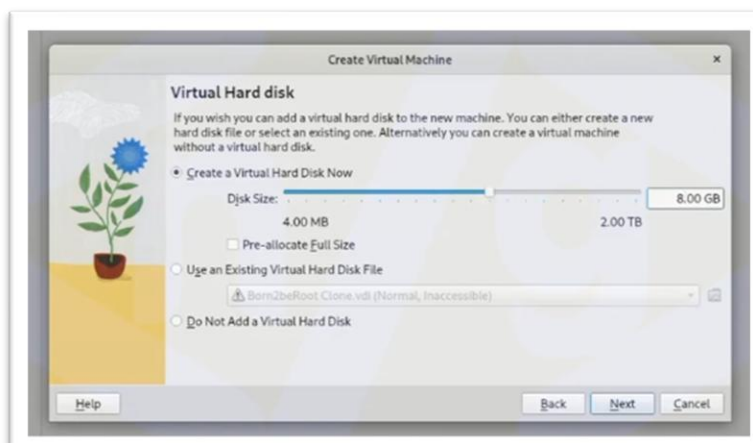 Create Virtual Machine
Virtual Hard disk
If you wish you can add a virtual hard disk to the new machine. You can either create a new
hard disk file or select an existing one. Alternatively you can create a virtual machine
without a virtual hard disk.
Create a Virtual Hard Disk Now
Disk Size: 8.00 GB
4.00 MB 2.00 TB
Pre-allocate Full Size
Use an Existing Virtual Hard Disk File
Born2beRoot Clone.vdi (Normal, Inaccessible)
Do Not Add a Virtual Hard Disk
Help Back Next Cancel